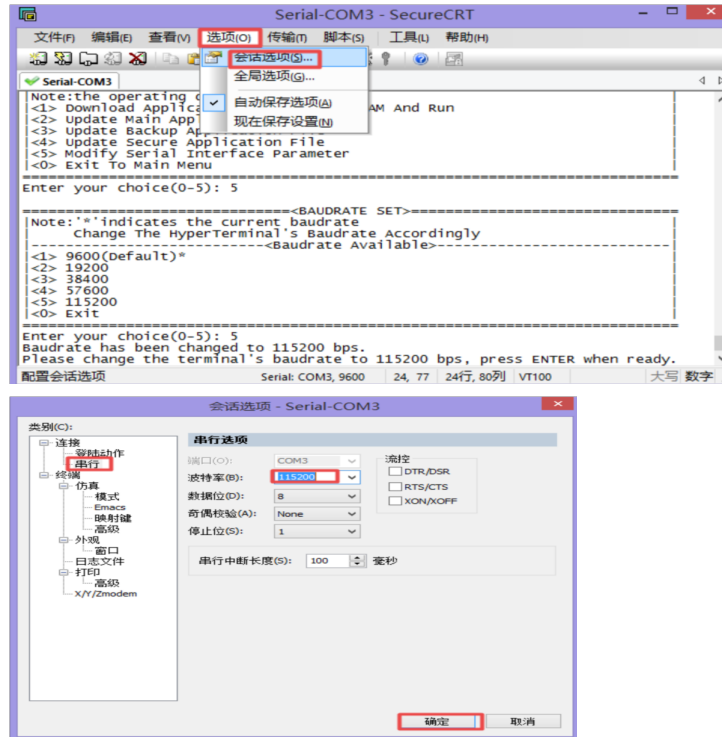 Serial-COM3 - SecureCRT
文件(F) 编辑(E) 查看(V) 选项(O) 传输(T) 脚本(S) 工具(L) 帮助(H)
会话选项(S)...
全局选项(G)...
自动保存选项(A)
现在保存设置(N)
Serial-COM3
|Note:the operating
|<1> Download Applic AM And Run
|<2> Update Main App
|<3> Update Backup
|<4> Update Secure Application File
|<5> Modify Serial Interface Parameter
|<0> Exit To Main Menu
Enter your choice(0-5): 5
<BAUDRATE SET>
|Note:'*'indicates the current baudrate
Change The HyperTerminal's Baudrate Accordingly
<Baudrate Available>
|<1> 9600(Default)*
|<2> 19200
|<3> 38400
|<4> 57600
|<5> 115200
|<0> Exit
Enter your choice(0-5): 5
Baudrate has been changed to 115200 bps.
Please change the terminal's baudrate to 115200 bps, press ENTER when ready.
配置会话选项 Serial: COM3, 9600 24, 77 24行, 80列 VT100 大写 数字
会话选项 - Serial-COM3
类别(C):
连接
登陆动作
串行
终端
仿真
模式
Emacs
映射键
高级
外观
窗口
日志文件
打印
高级
X/Y/Zmodem
串行选项
端口(O): COM3
波特率(B): 115200
数据位(D): 8
奇偶校验(A): None
停止位(S): 1
流控
DTR/DSR
RTS/CTS
XON/XOFF
串行中断长度(S): 100 毫秒
确定 取消